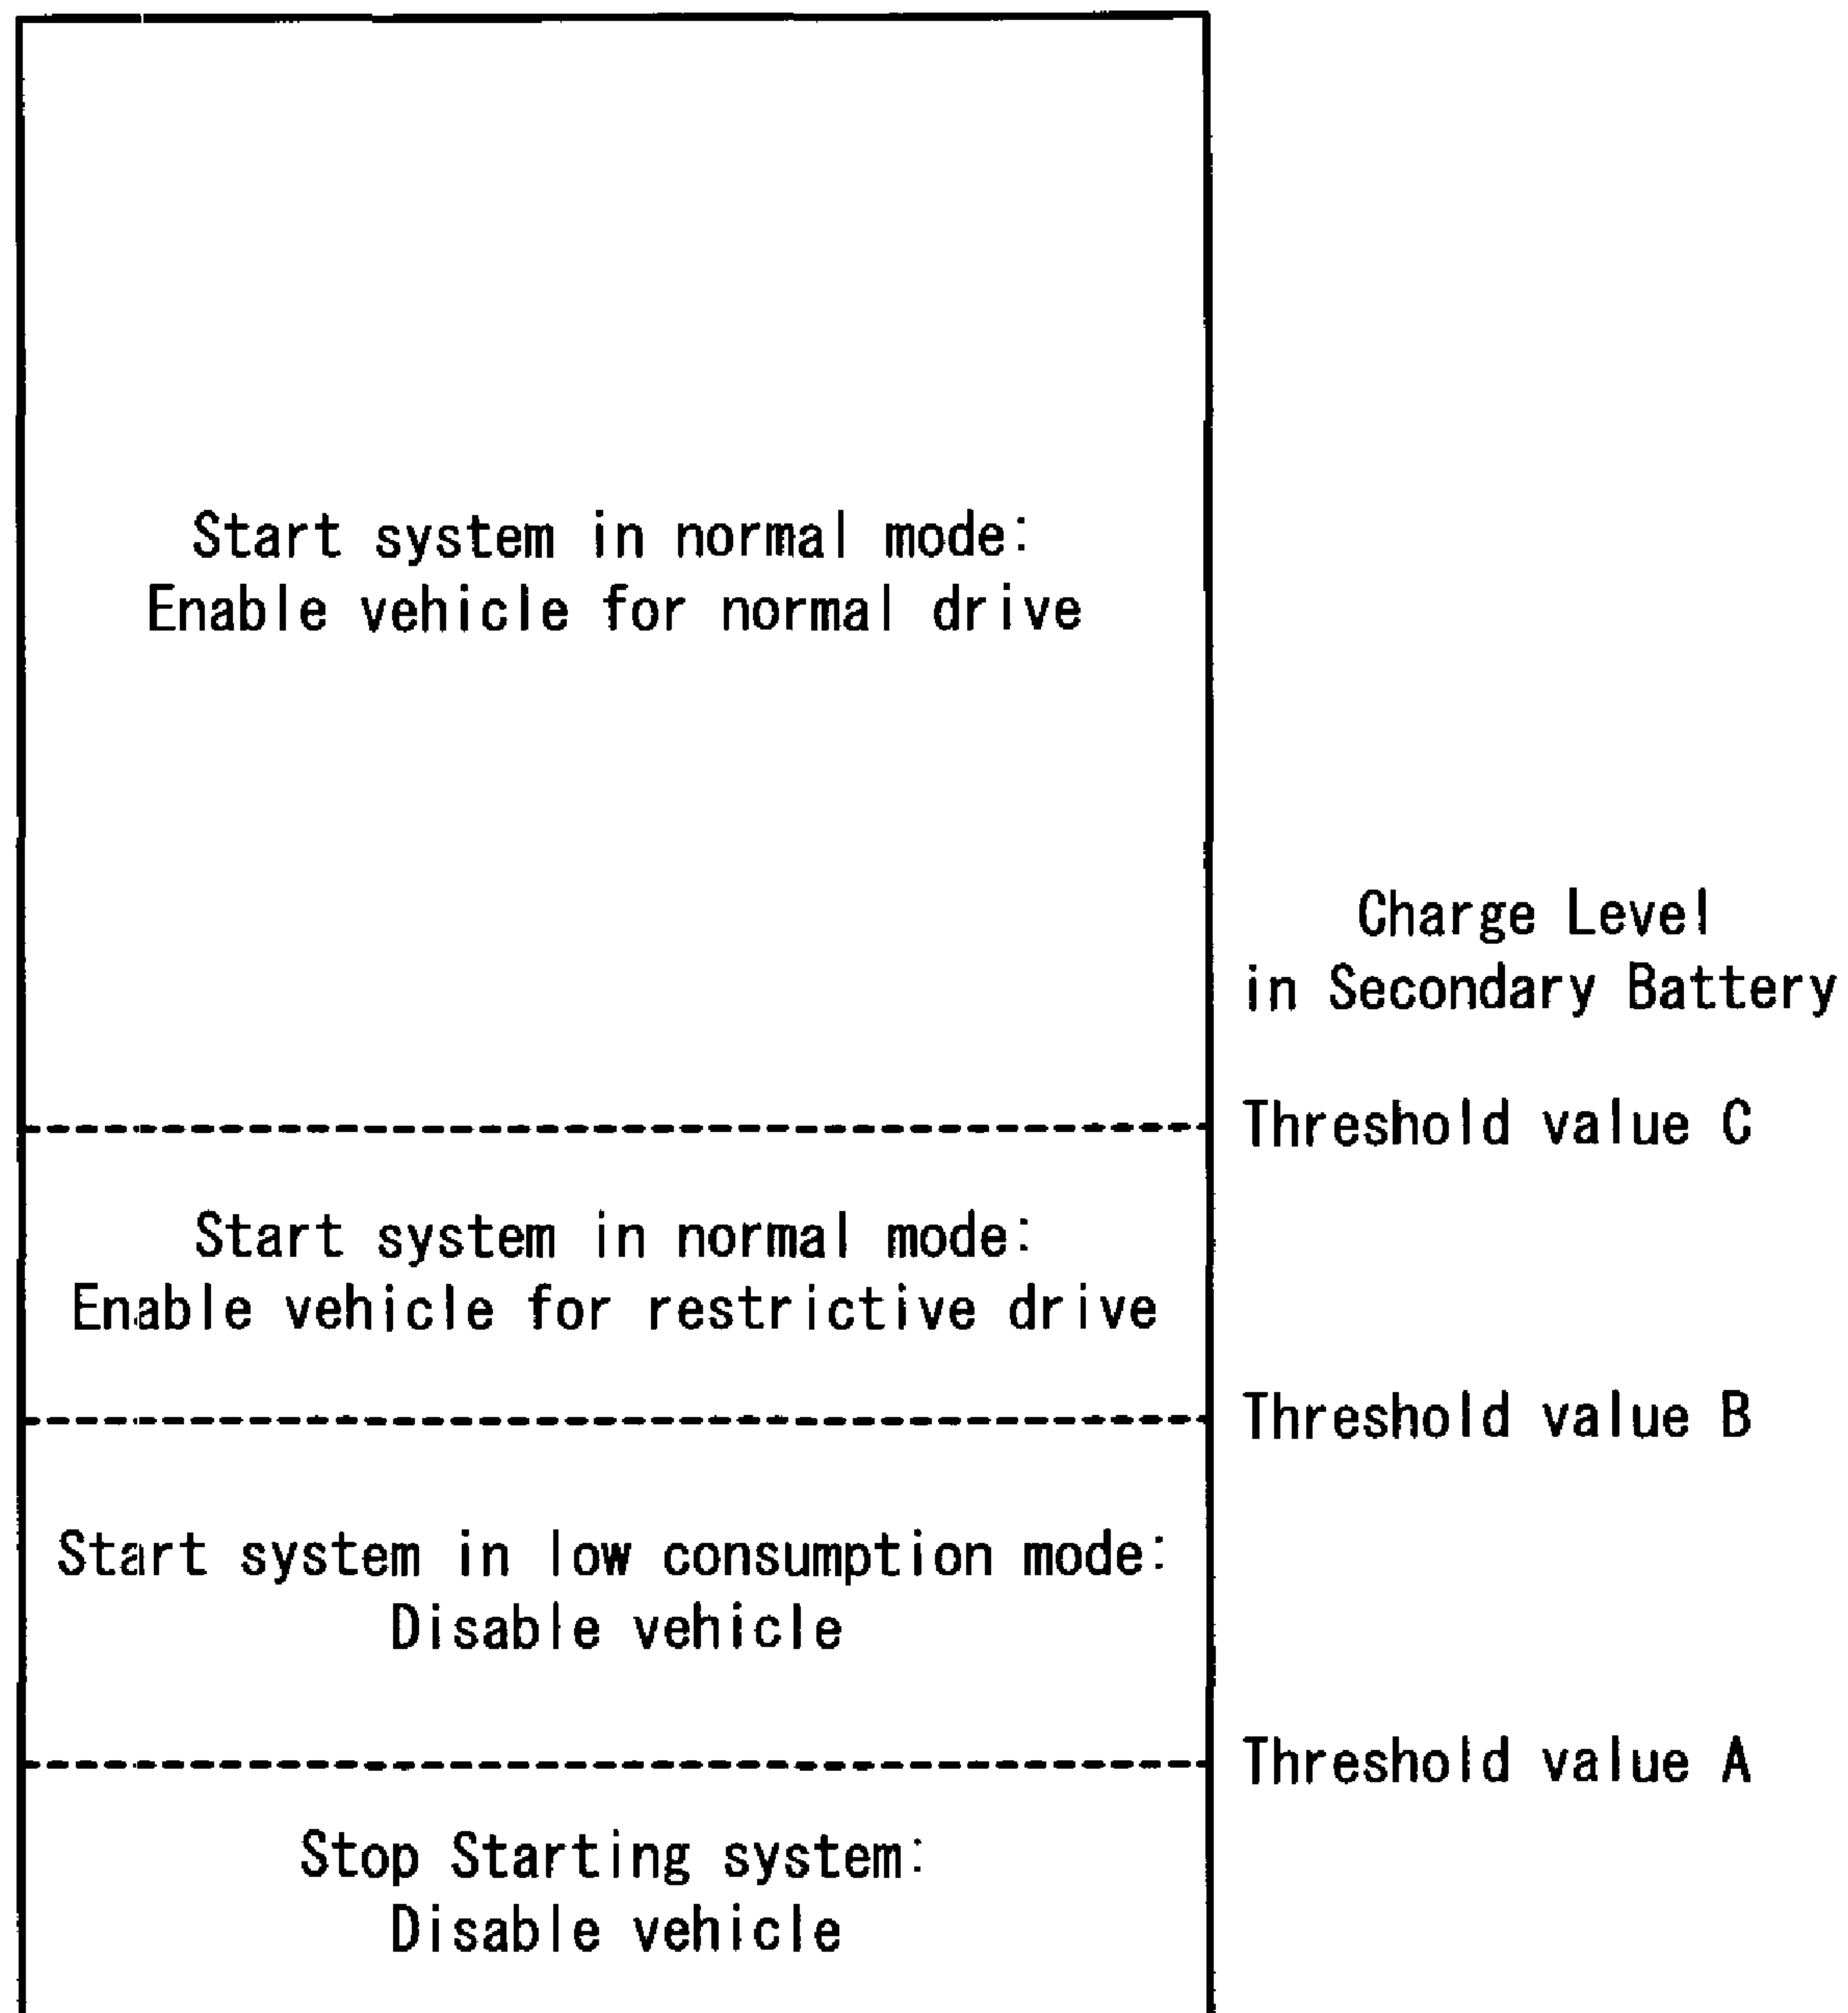 Start system in normal mode:
Enable vehicle for normal drive
Charge Level
in Secondary Battery
Threshold value C
Start system in normal mode:
Enable vehicle for restrictive drive
Threshold value B
Start system in low consumption mode:
Disable vehicle
Threshold value A
Stop Starting system:
Disable vehicle